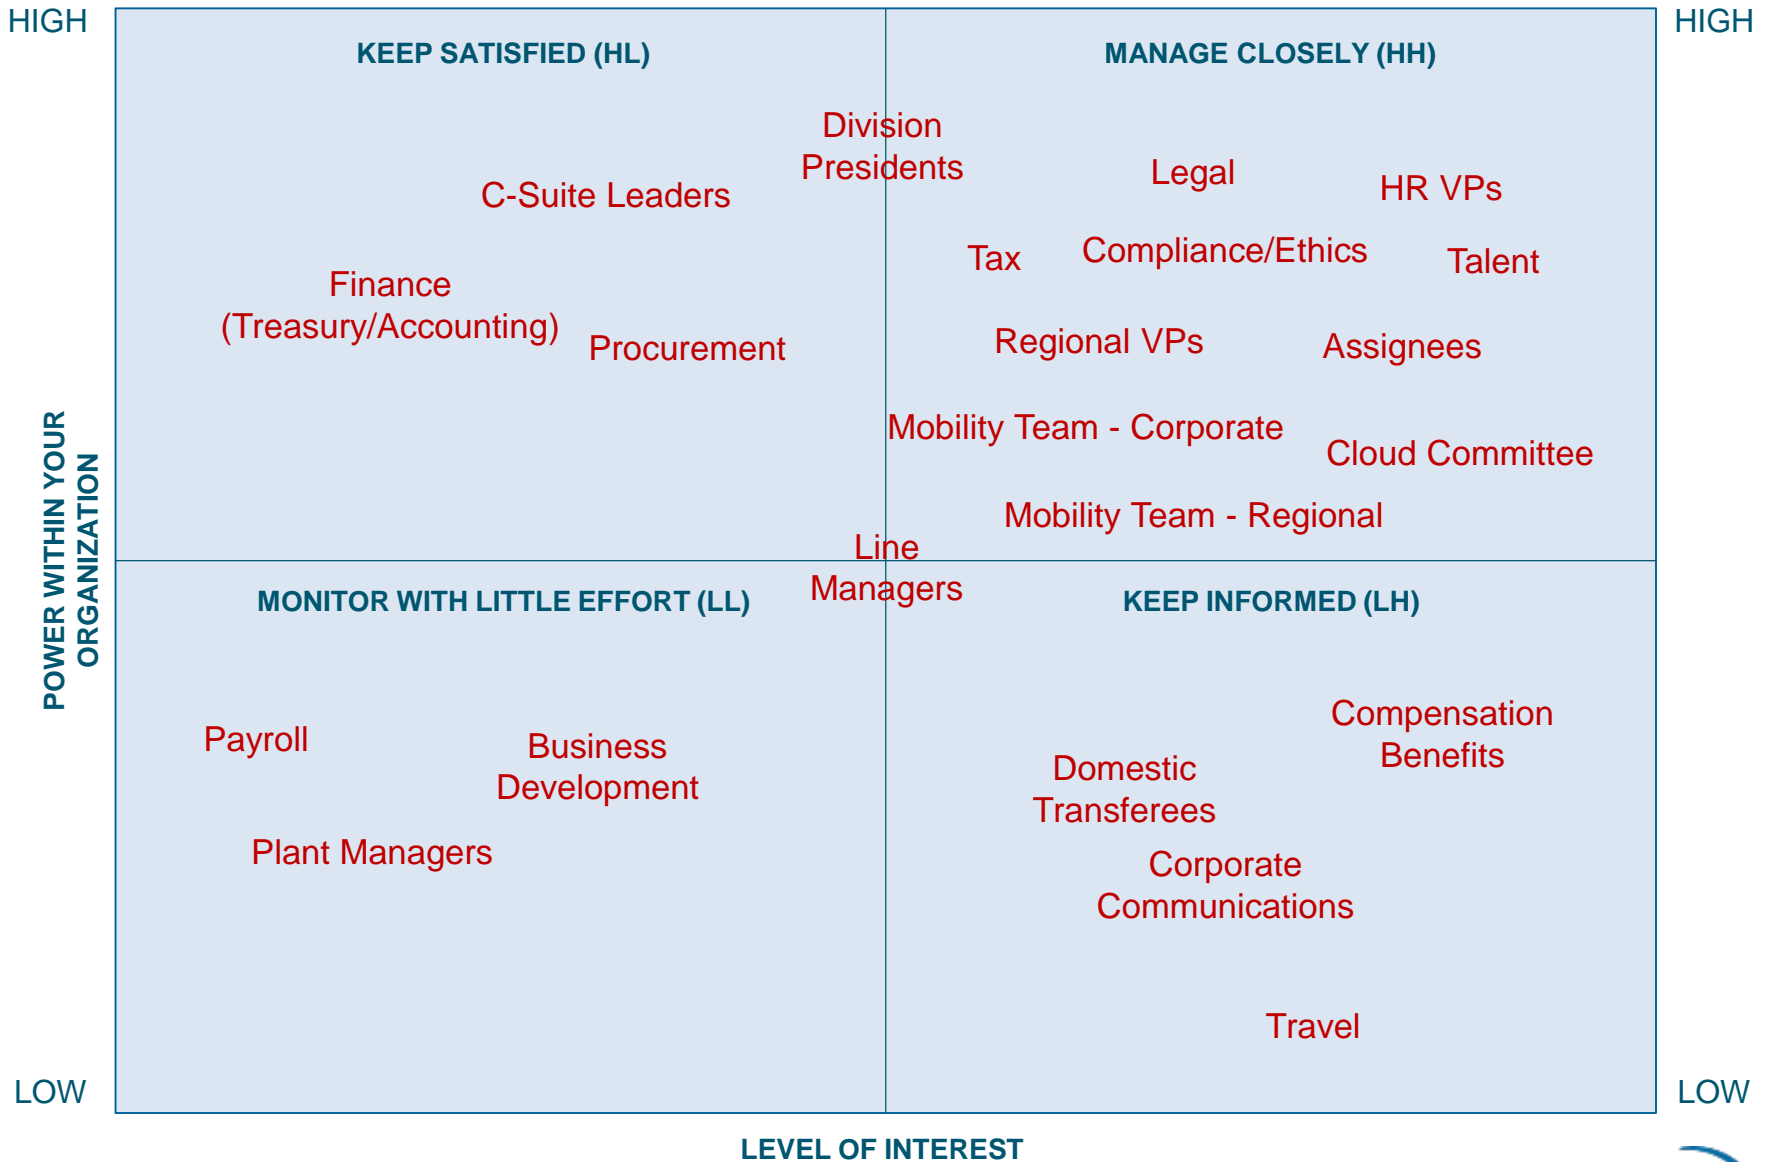 HIGH
HIGH
KEEP SATISFIED (HL)
MANAGE CLOSELY (HH)
Division
Presidents
C-Suite Leaders
Legal
HR VPs
Tax
Compliance/Ethics
Talent
Finance
(Treasury/Accounting)
Procurement
Regional VPs
Assignees
Mobility Team - Corporate
Cloud Committee
Mobility Team - Regional
Line
Managers
POWER WITHIN YOUR
ORGANIZATION
MONITOR WITH LITTLE EFFORT (LL)
KEEP INFORMED (LH)
Payroll
Business
Development
Plant Managers
Compensation
Benefits
Domestic
Transferees
Corporate
Communications
Travel
LOW
LOW
LEVEL OF INTEREST